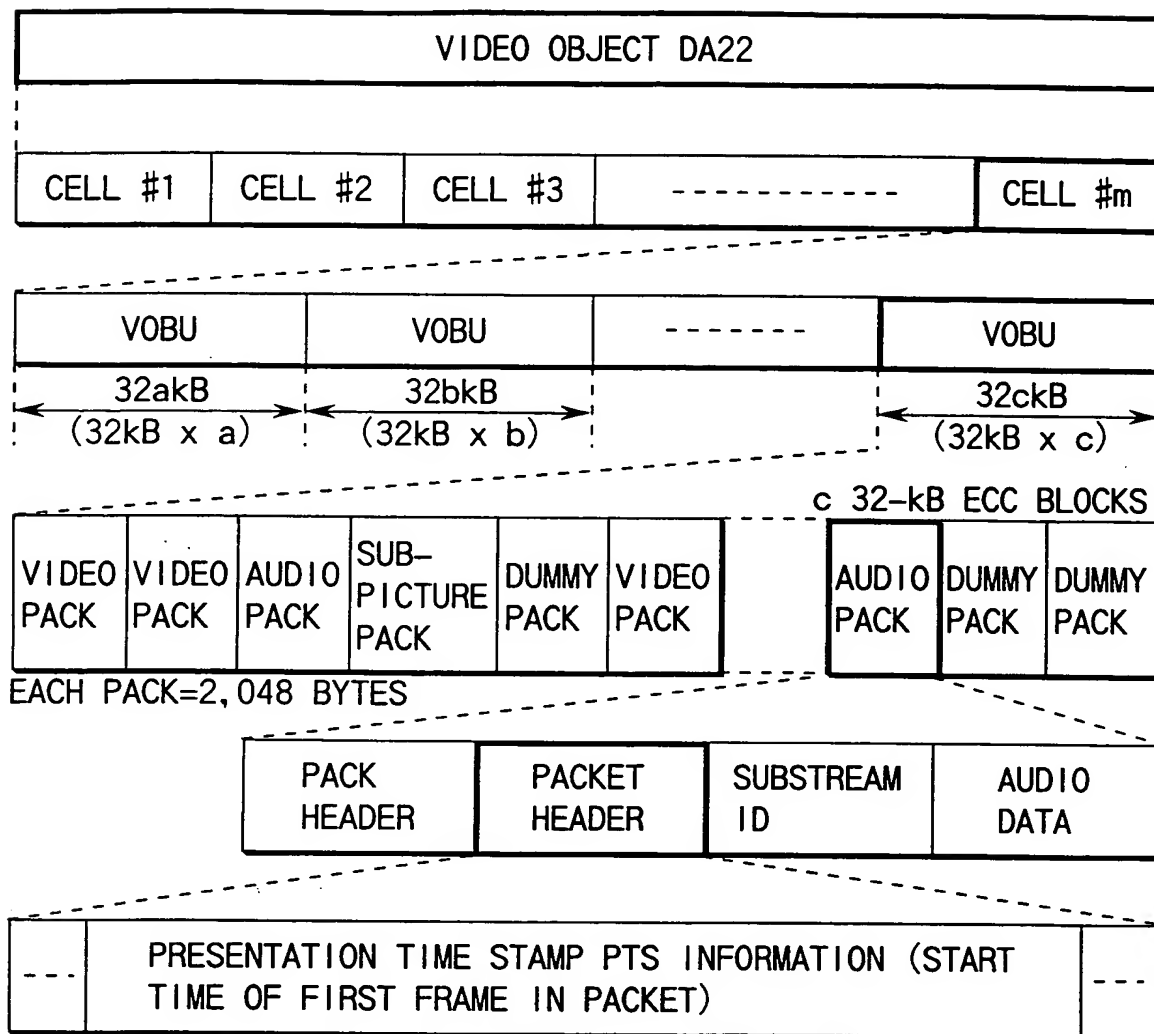 VIDEO OBJECT DA22
CELL #1 CELL #2 CELL #3 ----------- CELL #m
VOBU VOBU ------- VOBU
32akB 32bkB 32ckB
(32kB x a) (32kB x b) (32kB x c)
c 32-kB ECC BLOCKS
VIDEO PACK
VIDEO PACK
AUDIO PACK
SUB-
PICTURE
PACK
DUMMY PACK
VIDEO PACK
AUDIO PACK
DUMMY PACK
DUMMY PACK
EACH PACK=2,048 BYTES
PACK
HEADER
PACKET
HEADER
SUBSTREAM
ID
AUDIO
DATA
--- PRESENTATION TIME STAMP PTS INFORMATION (START ---
TIME OF FIRST FRAME IN PACKET)